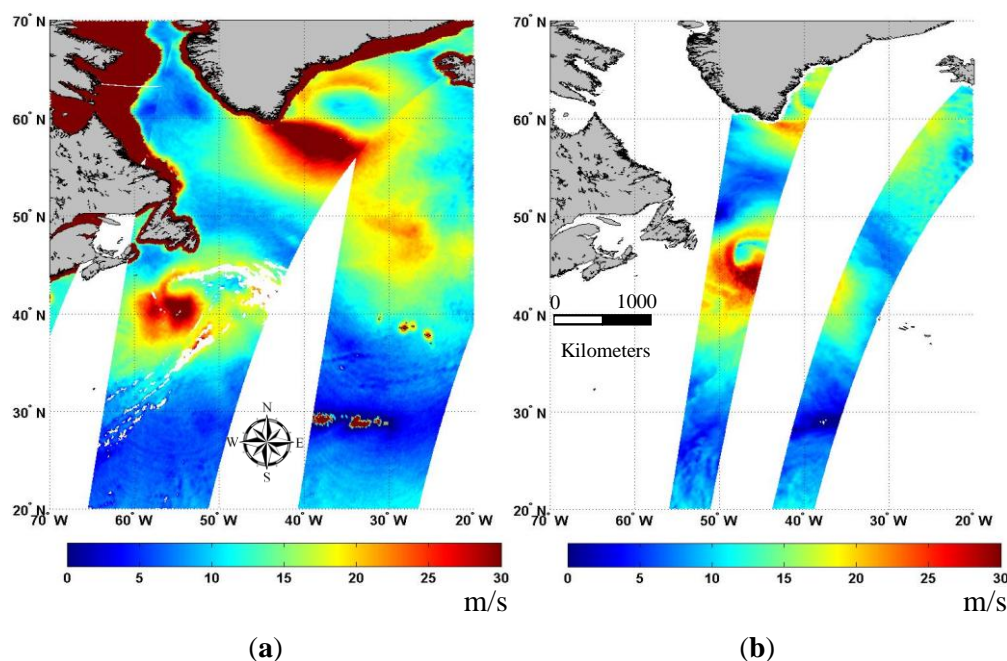 70° N
60° N
50° N
40° N
30° N
20° N
70° W
60° W
50° W
40° W
30° W
20° W
N
W
E
S
0
5
10
15
20
25
30
m/s
(a)
70° N
60° N
50° N
40° N
30° N
20° N
70° W
60° W
50° W
40° W
30° W
20° W
0 1000
Kilometers
0
5
10
15
20
25
30
m/s
(b)